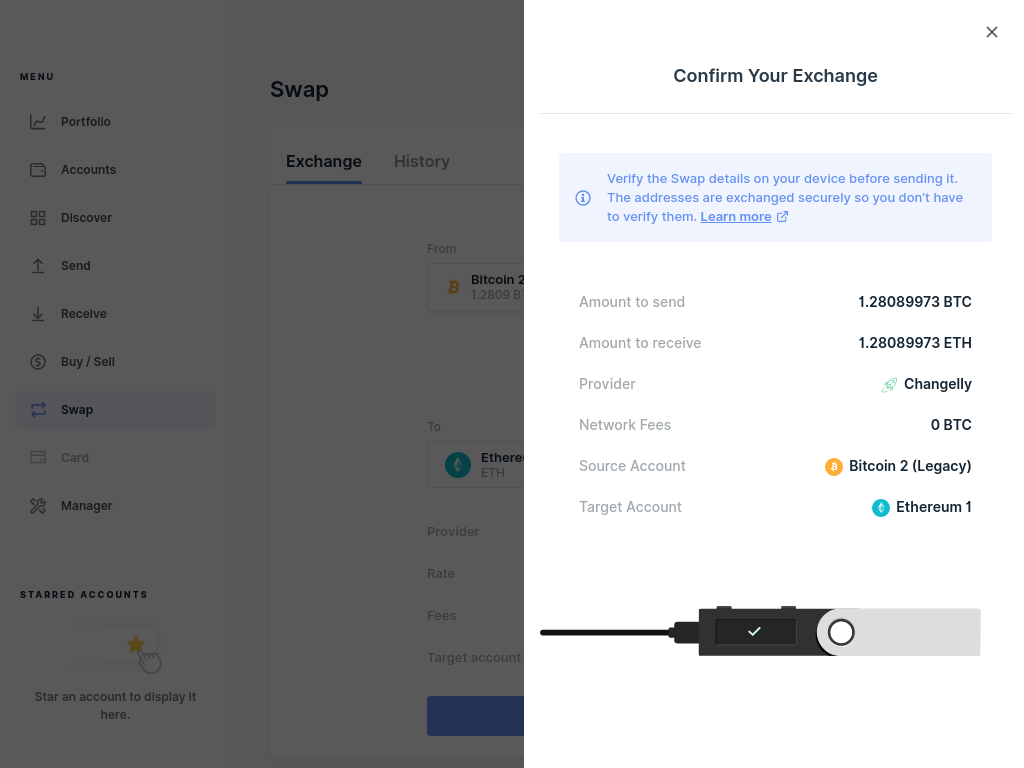 MENU
Portfolio
Accounts
Discover
Send
Receive
Buy / Sell
Swap
Card
Manager
STARRED ACCOUNTS
Star an account to display it
here.
Swap
Exchange
History
From
Bitcoin 2
1.2809 BT
To
Ethere
ETH
Provider
Rate
Fees
Target account
Confirm Your Exchange
Verify the Swap details on your device before sending it.
The addresses are exchanged securely so you don't have
to verify them. Learn more
Amount to send 1.28089973 BTC
Amount to receive 1.28089973 ETH
Provider Changelly
Network Fees 0 BTC
Source Account Bitcoin 2 (Legacy)
Target Account Ethereum 1